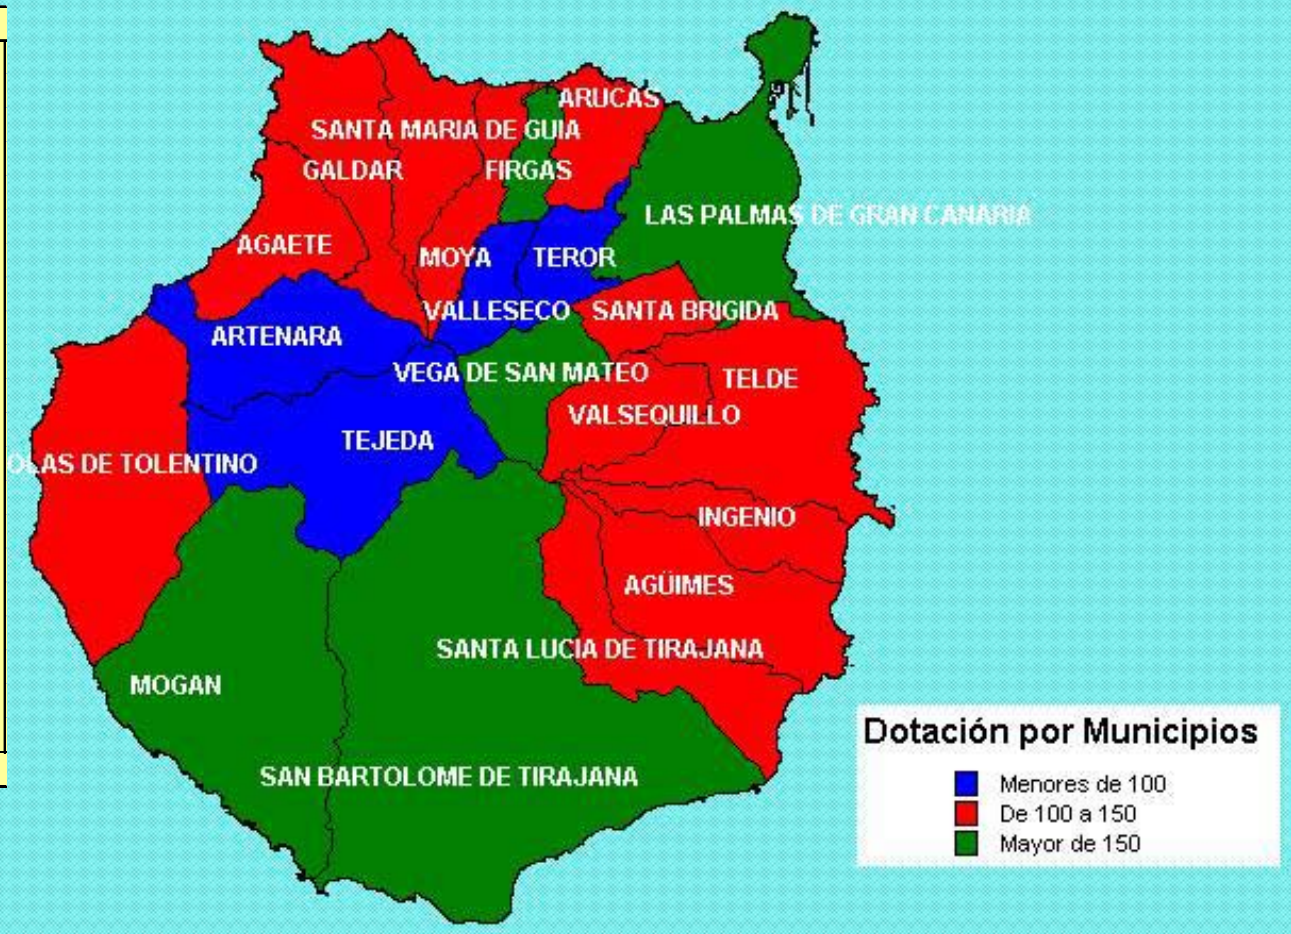 ARUCAS
SANTA MARIA DE GUIA
GALDAR
FIRGAS
LAS PALMAS DE GRAN CANARIA
AGAETE
MOYA
TEROR
VALLESECO
SANTA BRIGIDA
ARTENARA
VEGA DE SAN MATEO
TELDE
VALSEQUILLO
TEJEDA
OLAS DE TOLENTINO
INGENIO
AGÜIMES
SANTA LUCIA DE TIRAJANA
MOGAN
SAN BARTOLOME DE TIRAJANA
Dotación por Municipios
Menores de 100
De 100 a 150
Mayor de 150